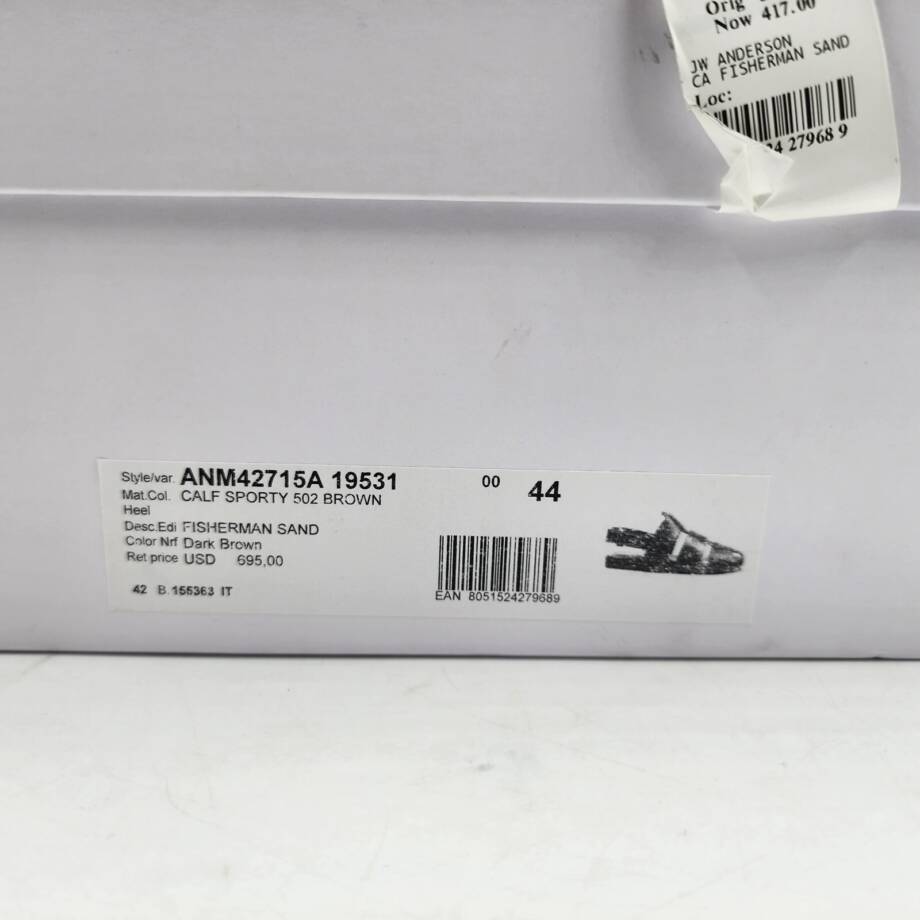 Orig
Now 417.00
JW ANDERSON
CA FISHERMAN SAND
Loc:
4 27968 9
Style/var. ANM42715A 19531
00 44
Mat.Col. CALF SPORTY 502 BROWN
Heel
Desc.Edi FISHERMAN SAND
Color Nrf Dark Brown
Ret price USD 695,00
42 B.155363 IT
EAN 8051524279689